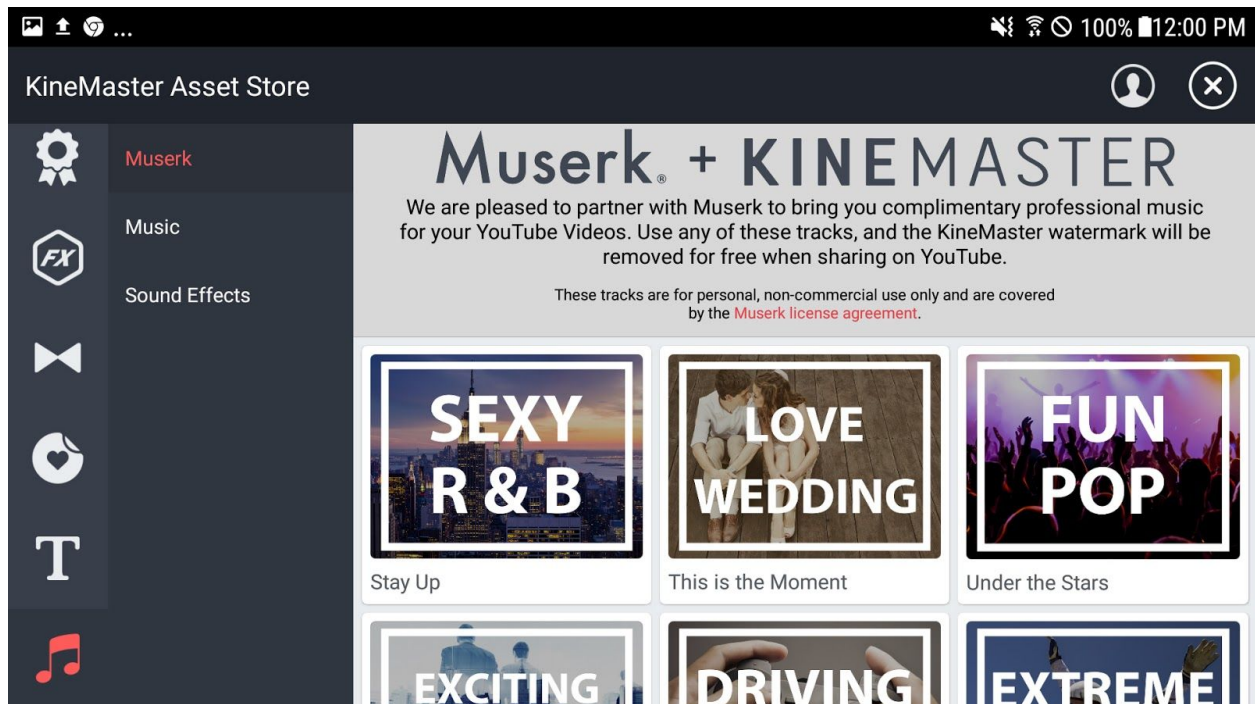 ... 100% 12:00 PM
KineMaster Asset Store
FX
T
Muserk
Music
Sound Effects
Muserk® + KINEMASTER
We are pleased to partner with Muserk to bring you complimentary professional music
for your YouTube Videos. Use any of these tracks, and the KineMaster watermark will be
removed for free when sharing on YouTube.
These tracks are for personal, non-commercial use only and are covered
by the Muserk license agreement.
SEXY
R & B
Stay Up
LOVE
WEDDING
This is the Moment
FUN
POP
Under the Stars
EXCITING
DRIVING
EXTREME